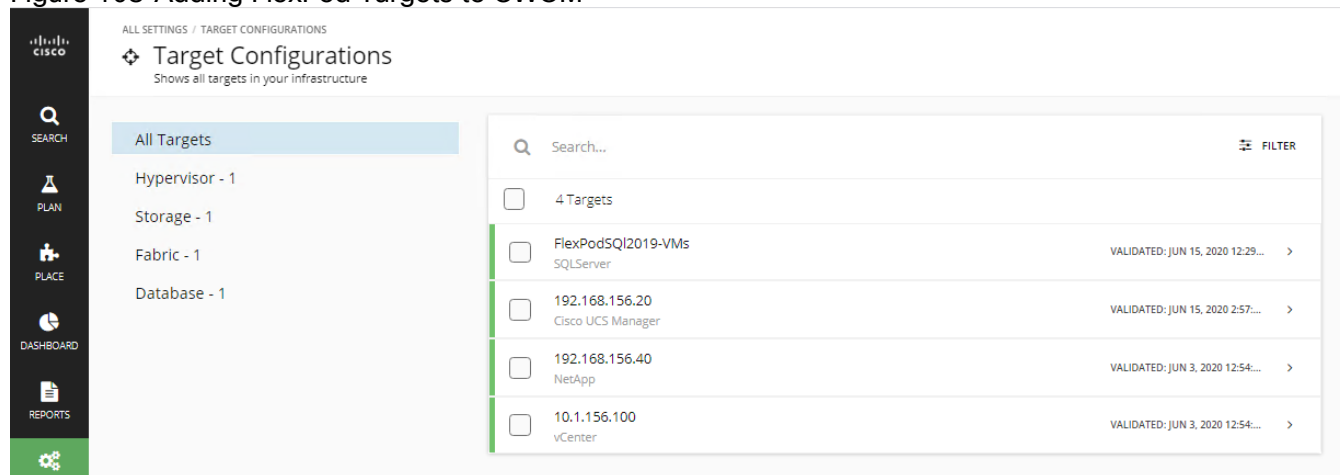 CISCO
SEARCH
PLAN
PLACE
DASHBOARD
REPORTS
ALL SETTINGS / TARGET CONFIGURATIONS
Target Configurations
Shows all targets in your infrastructure
All Targets
Hypervisor - 1
Storage - 1
Fabric - 1
Database - 1
Search...
FILTER
4 Targets
FlexPodSQl2019-VMs
SQLServer
VALIDATED: JUN 15, 2020 12:29...
192.168.156.20
Cisco UCS Manager
VALIDATED: JUN 15, 2020 2:57:...
192.168.156.40
NetApp
VALIDATED: JUN 3, 2020 12:54:...
10.1.156.100
vCenter
VALIDATED: JUN 3, 2020 12:54:...